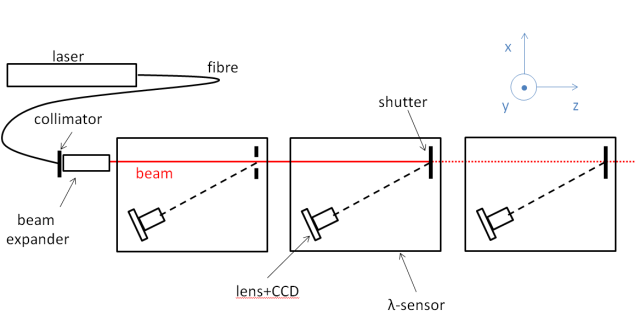 laser
fibre
x
y
z
collimator
shutter
beam
beam
expander
lens+CCD
λ-sensor